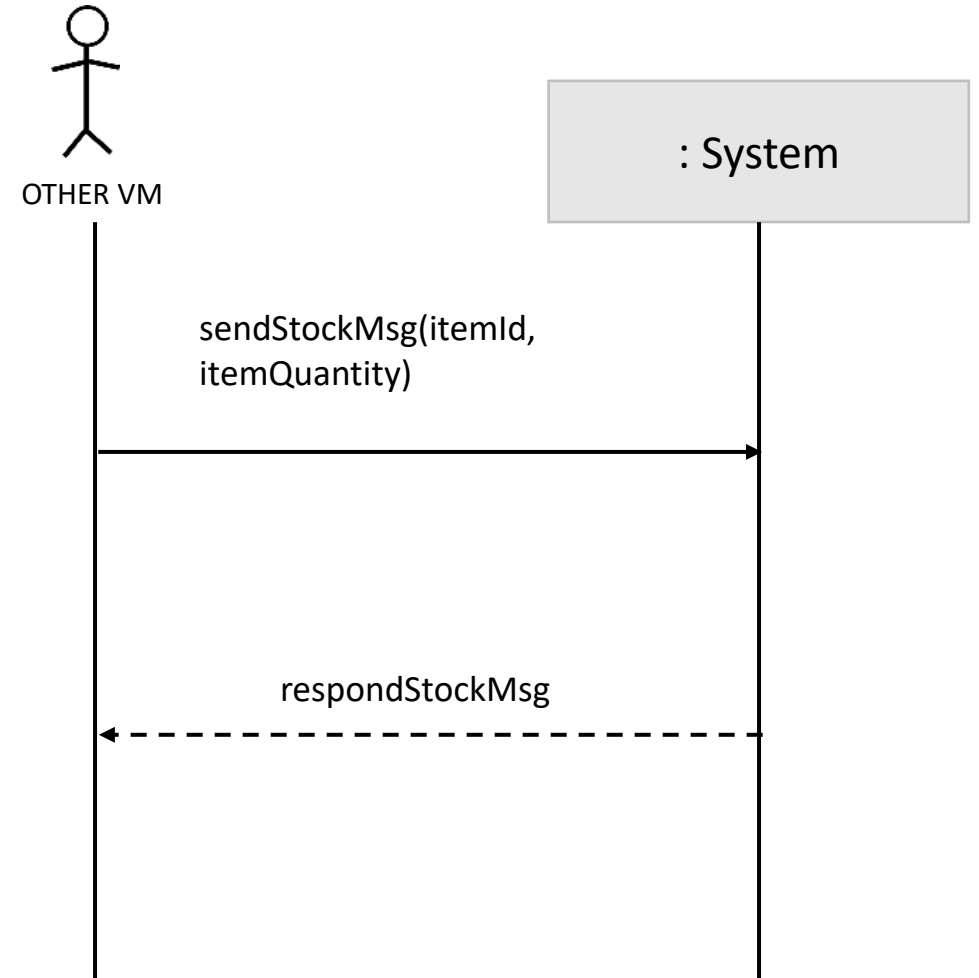 OTHER VM
: System
sendStockMsg(itemId,
itemQuantity)
respondStockMsg